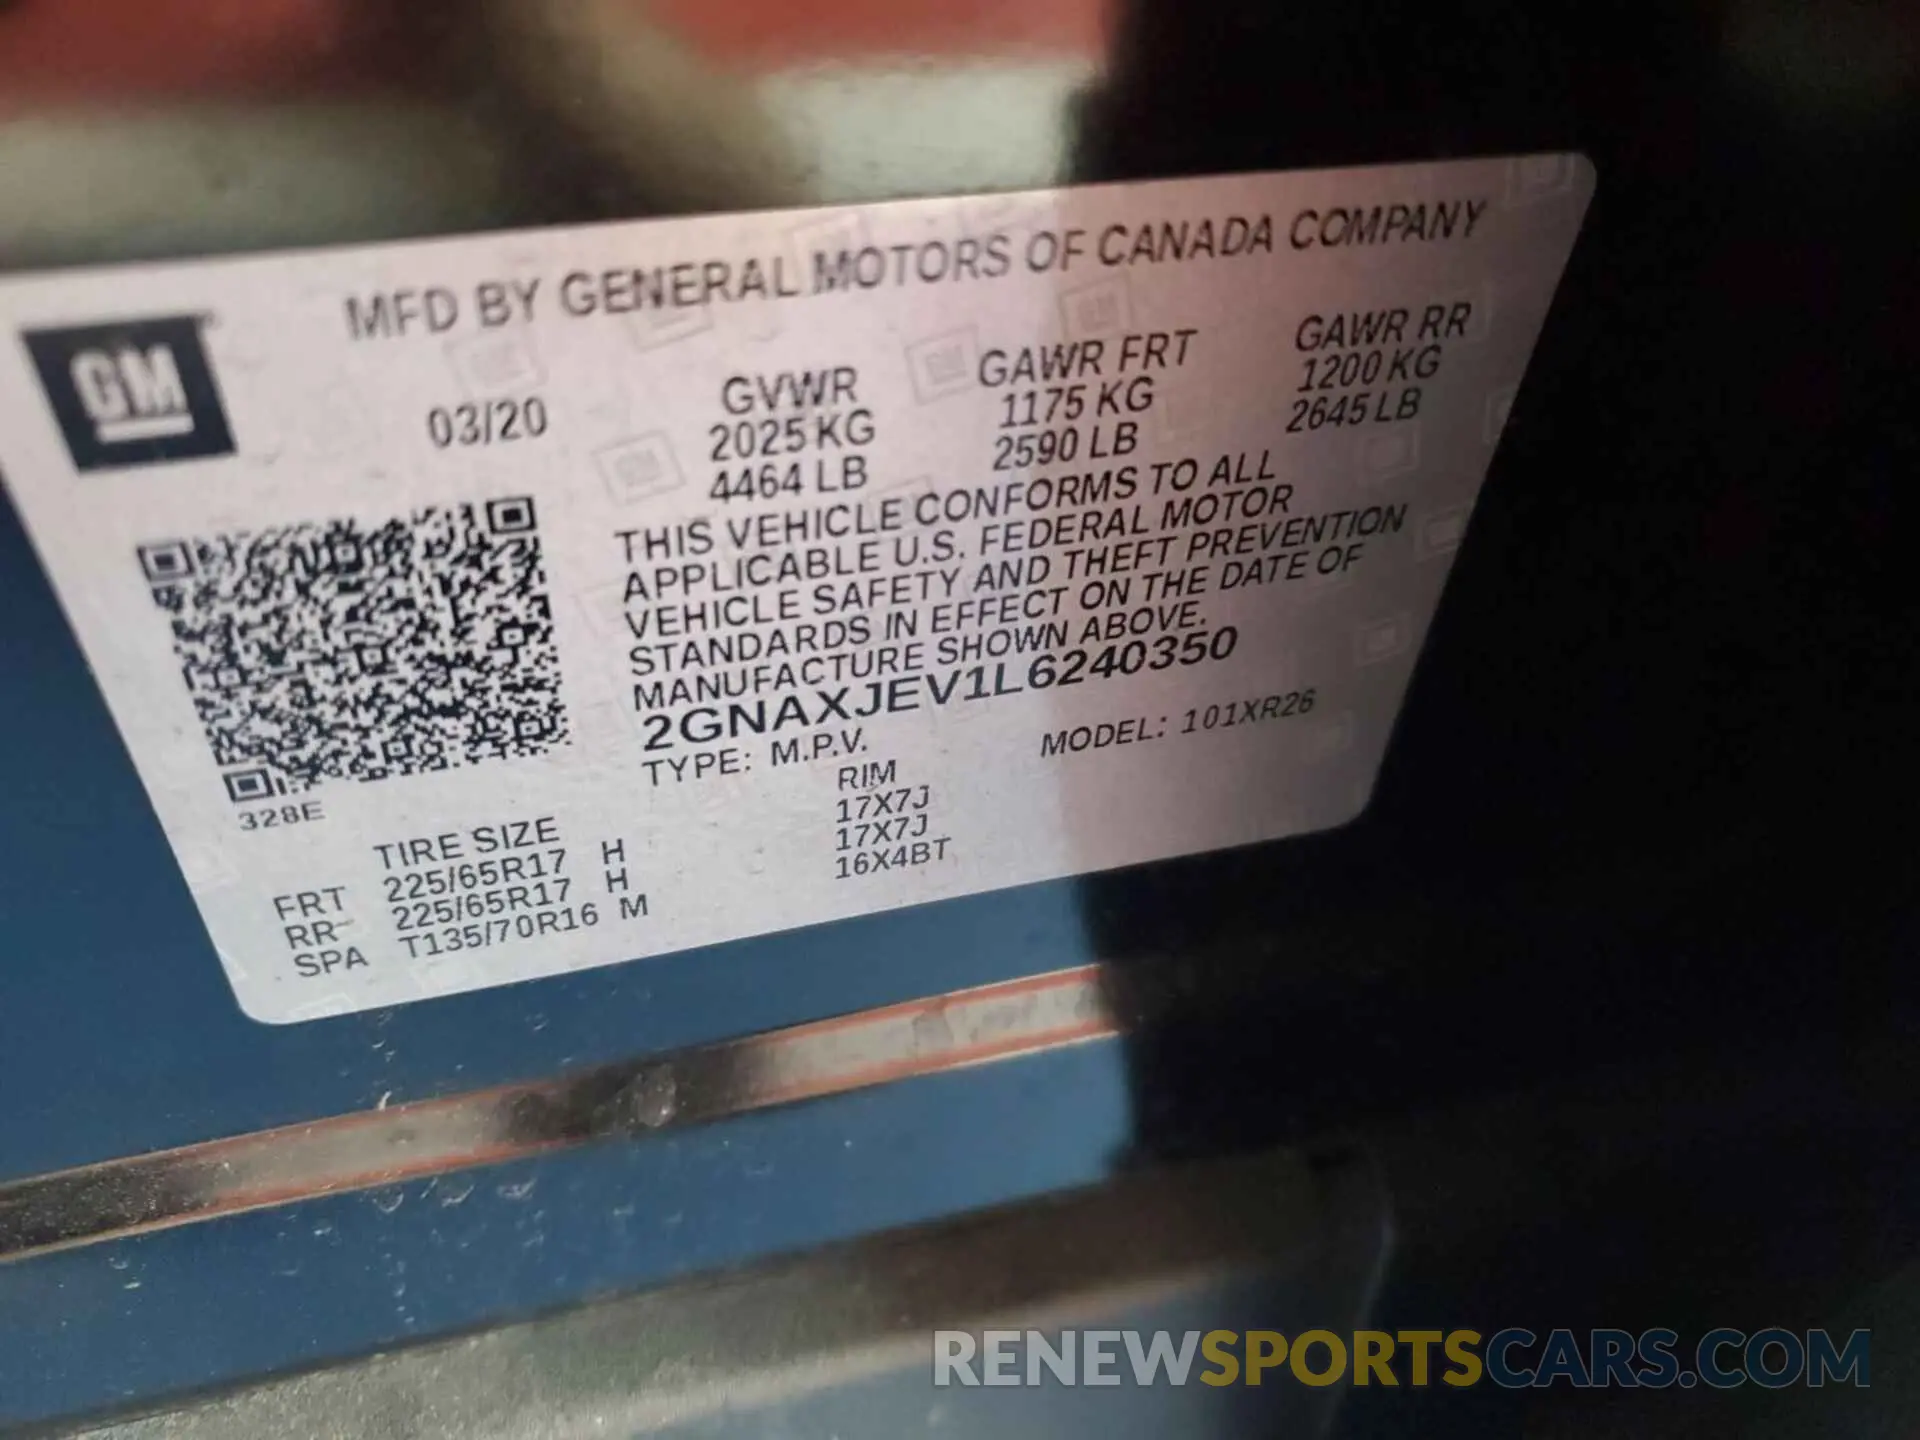 MFD BY GENERAL MOTORS OF CANADA COMPANY
GM
03/20
GVWR
2025 KG
4464 LB
GAWR FRT
1175 KG
2590 LB
GAWR RR
1200 KG
2645 LB
THIS VEHICLE CONFORMS TO ALL
APPLICABLE U.S. FEDERAL MOTOR
VEHICLE SAFETY AND THEFT PREVENTION
STANDARDS IN EFFECT ON THE DATE OF
MANUFACTURE SHOWN ABOVE.
2GNAXJEV1L6240350
TYPE: M.P.V. MODEL: 101XR26
328E
TIRE SIZE RIM
FRT 225/65R17 H 17X7J
RR 225/65R17 H 17X7J
SPA T135/70R16 M 16X4BT
RENEWSPORTSCARS.COM